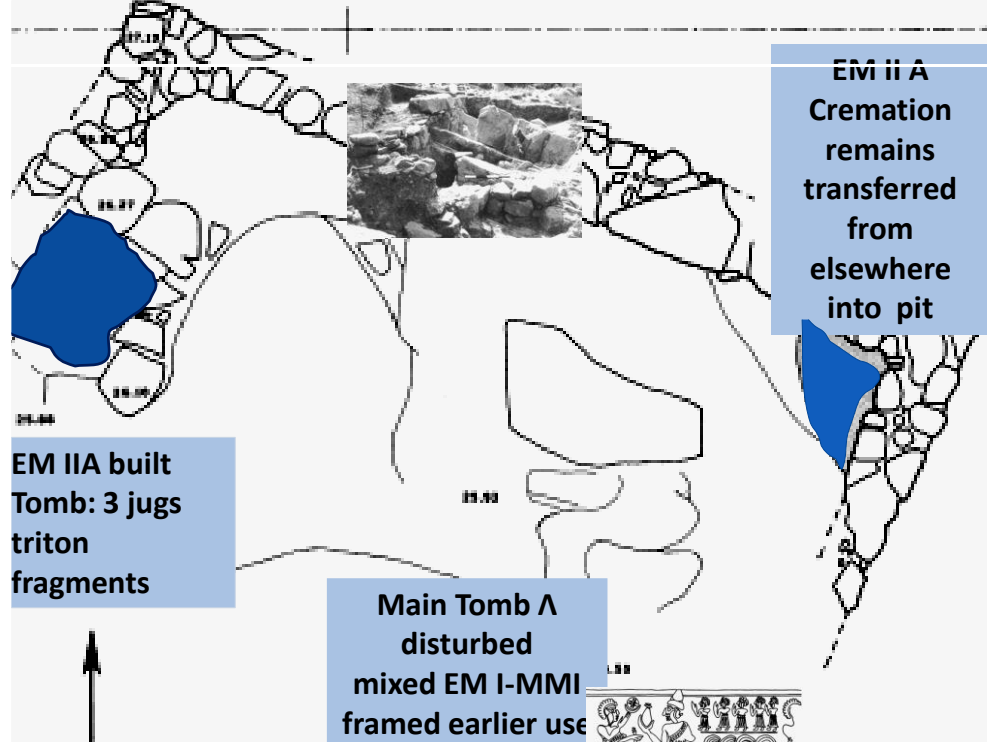 EM II A
Cremation
remains
transferred
from
elsewhere
into pit
EM IIA built
Tomb: 3 jugs
triton
fragments
Main Tomb Λ
disturbed
mixed EM I-MMI
framed earlier use